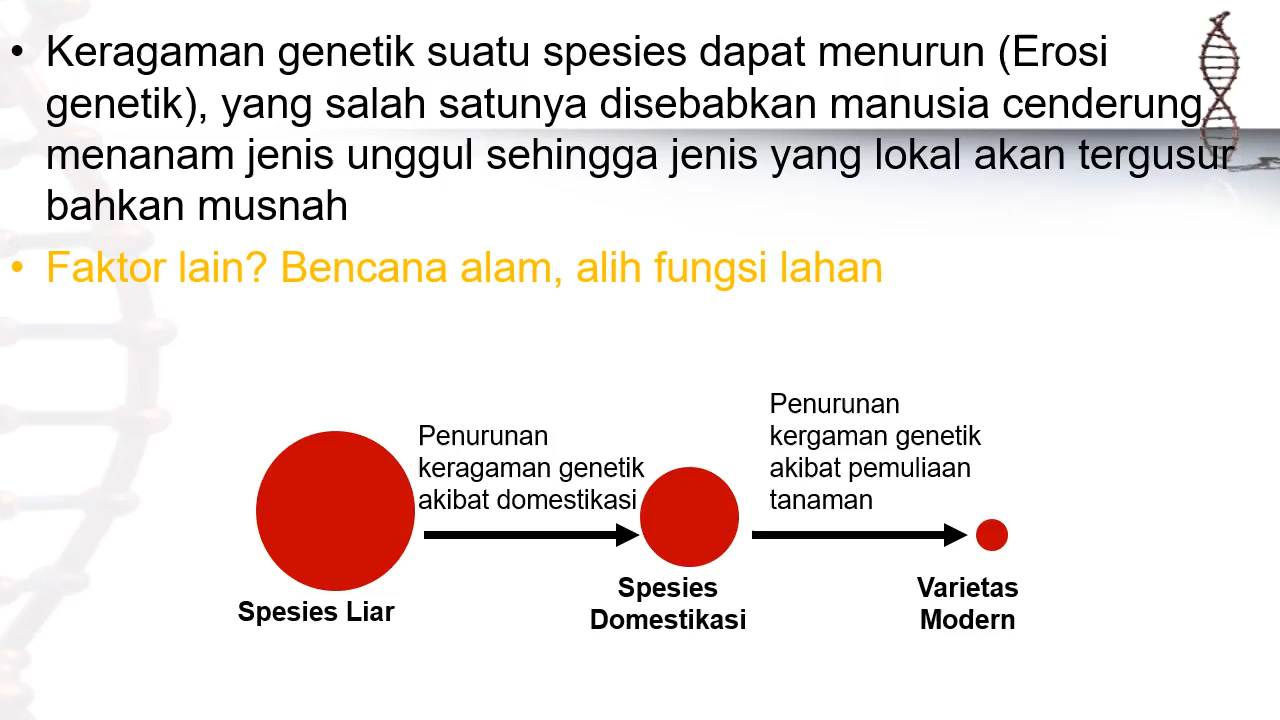 • Keragaman genetik suatu spesies dapat menurun (Erosi
genetik), yang salah satunya disebabkan manusia cenderung
menanam jenis unggul sehingga jenis yang lokal akan tergusur
bahkan musnah
• Faktor lain? Bencana alam, alih fungsi lahan
Penurunan
keragaman genetik
akibat domestikasi
Penurunan
kergaman genetik
akibat pemuliaan
tanaman
Spesies Liar
Spesies
Domestikasi
Varietas
Modern